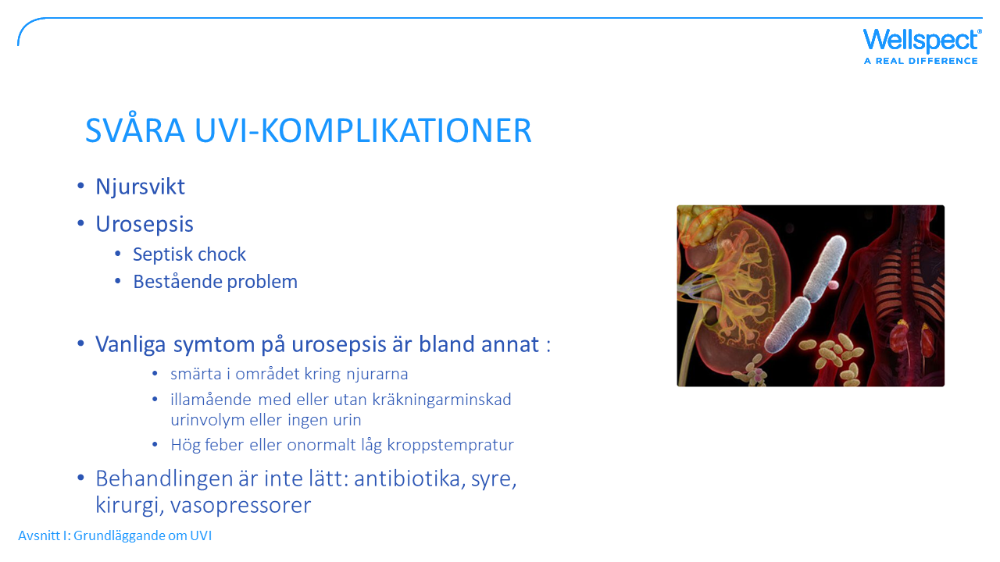 Wellspect®
A REAL DIFFERENCE
SVÅRA UVI-KOMPLIKATIONER
• Njursvikt
• Urosepsis
• Septisk chock
• Bestående problem
• Vanliga symtom på urosepsis är bland annat :
• smärta i området kring njurarna
• illamående med eller utan kräkningarminskad
urinvolym eller ingen urin
• Hög feber eller onormalt låg kroppstempratur
• Behandlingen är inte lätt: antibiotika, syre,
kirurgi, vasopressorer
Avsnitt I: Grundläggande om UVI